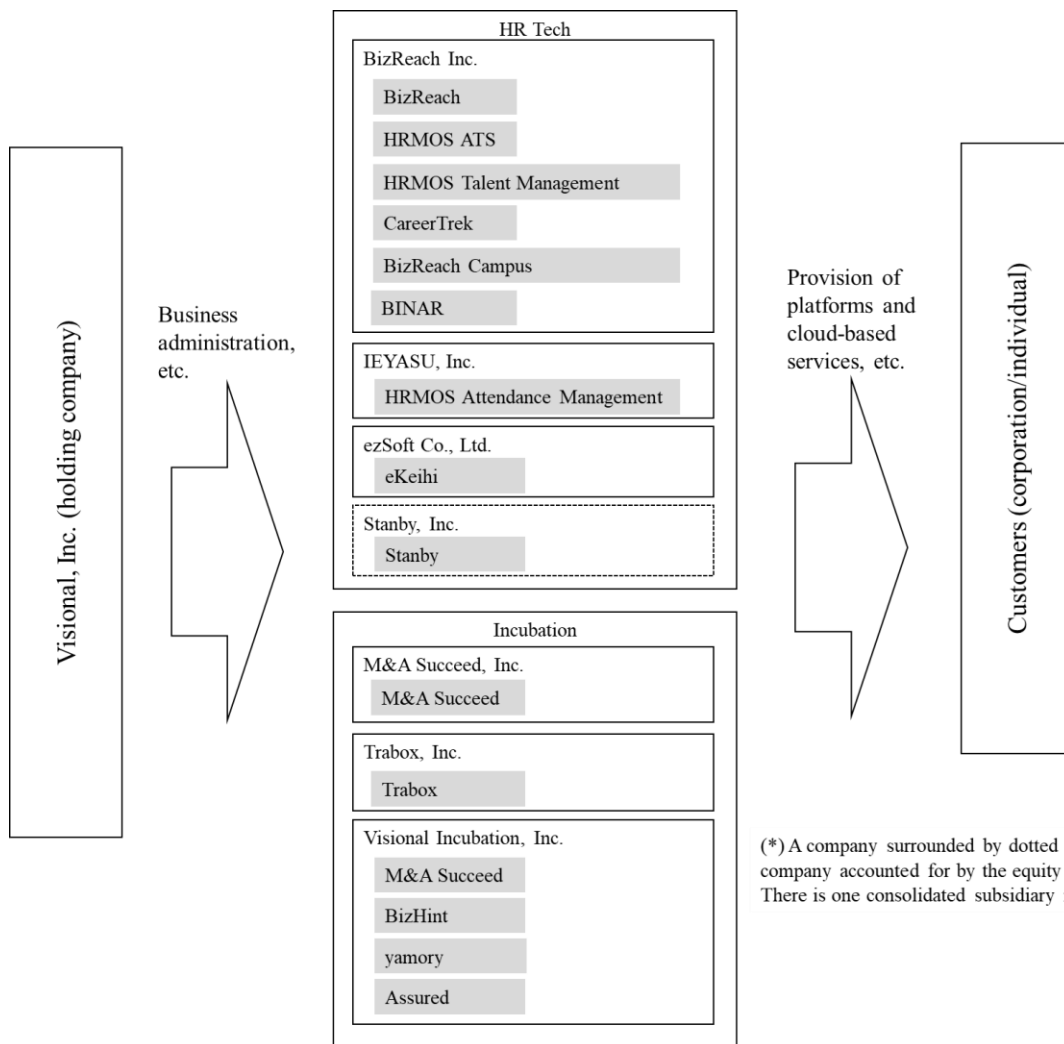 Visional, Inc. (holding company)
Business
administration,
etc.
HR Tech
BizReach Inc.
BizReach
HRMOS ATS
HRMOS Talent Management
CareerTrek
BizReach Campus
BINAR
IEYASU, Inc.
HRMOS Attendance Management
ezSoft Co., Ltd.
eKeihi
Stanby, Inc.
Stanby
Incubation
M&A Succeed, Inc.
M&A Succeed
Trabox, Inc.
Trabox
Visional Incubation, Inc.
M&A Succeed
BizHint
yamory
Assured
Provision of
platforms and
cloud-based
services, etc.
Customers (corporation/individual)
(*) A company surrounded by dotted
company accounted for by the equity
There is one consolidated subsidiary